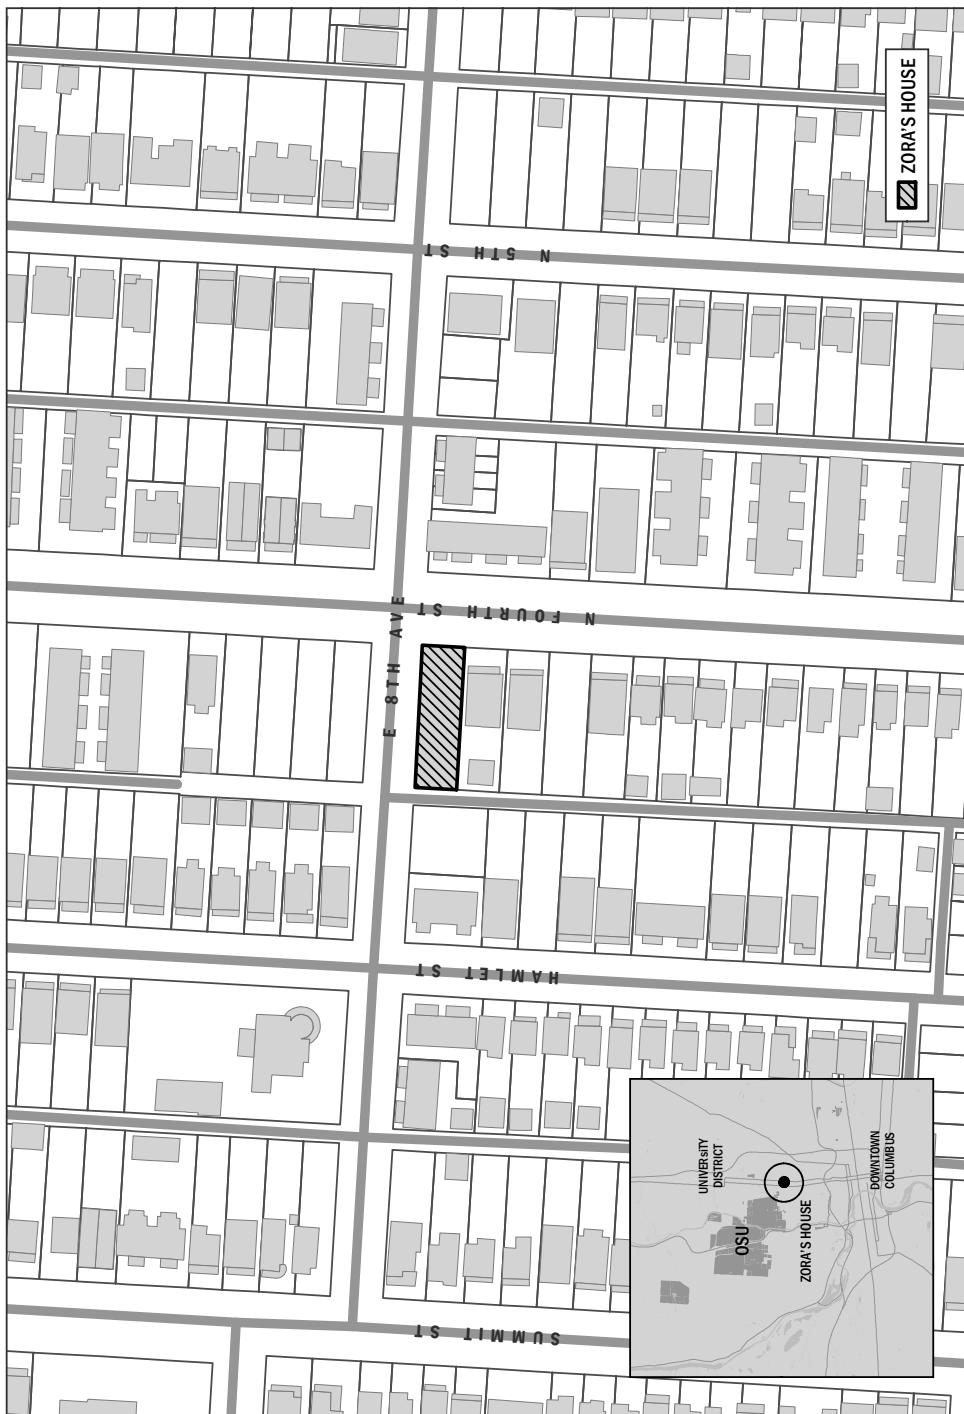 ZORA'S HOUSE
N 5TH ST
N FOURTH ST
E 8TH AVE
HAMLET ST
SUMMIT ST
UNIVERSITY
DISTRICT
OSU
ZORA'S HOUSE
DOWNTOWN
COLUMBUS